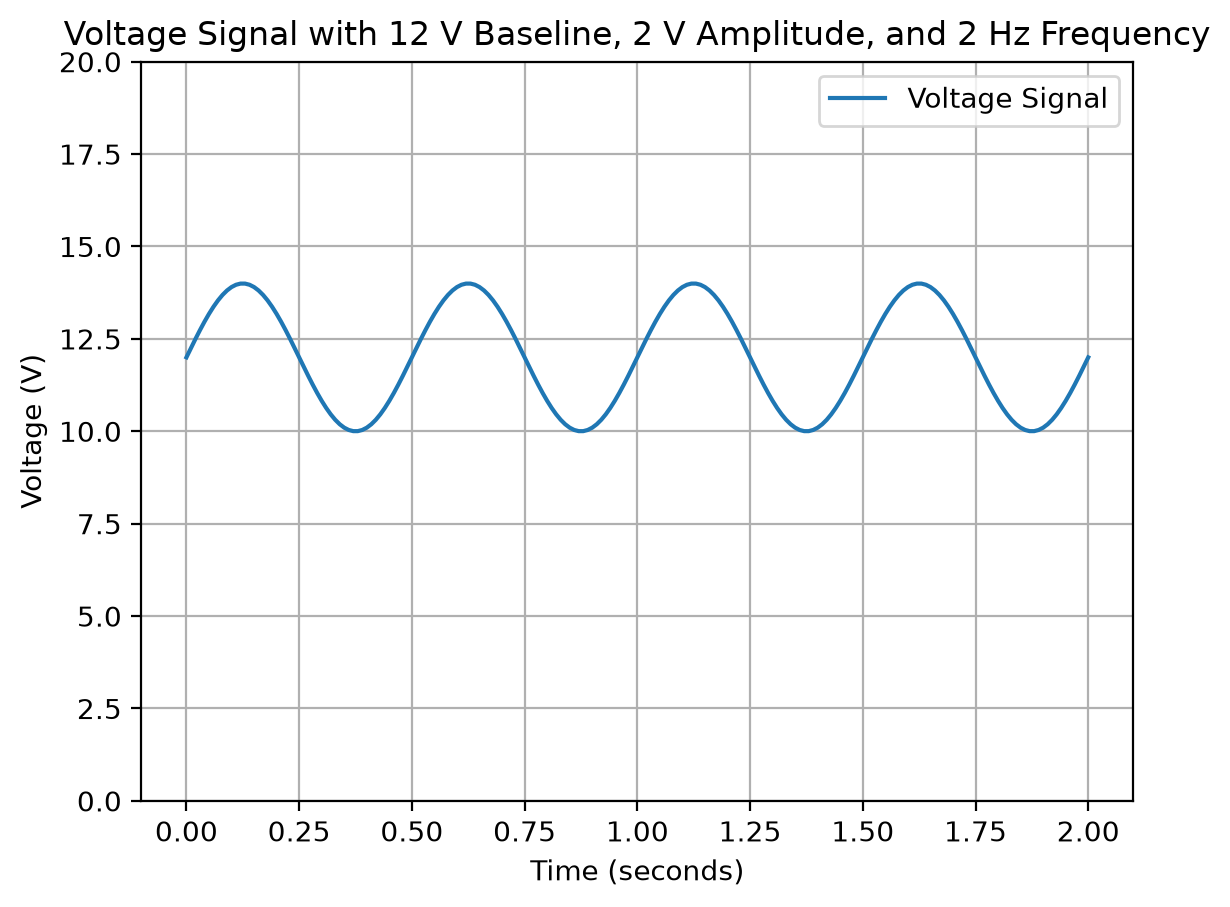 Voltage Signal with 12 V Baseline, 2 V Amplitude, and 2 Hz Frequency
Voltage Signal
20.0
17.5
15.0
12.5
10.0
7.5
5.0
2.5
0.0
Voltage (V)
0.00 0.25 0.50 0.75 1.00 1.25 1.50 1.75 2.00
Time (seconds)